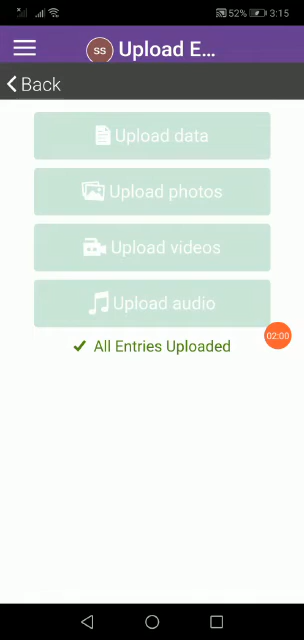 52% 3:15
SS Upload E...
Back
Upload data
Upload photos
Upload videos
Upload audio
02:00
All Entries Uploaded